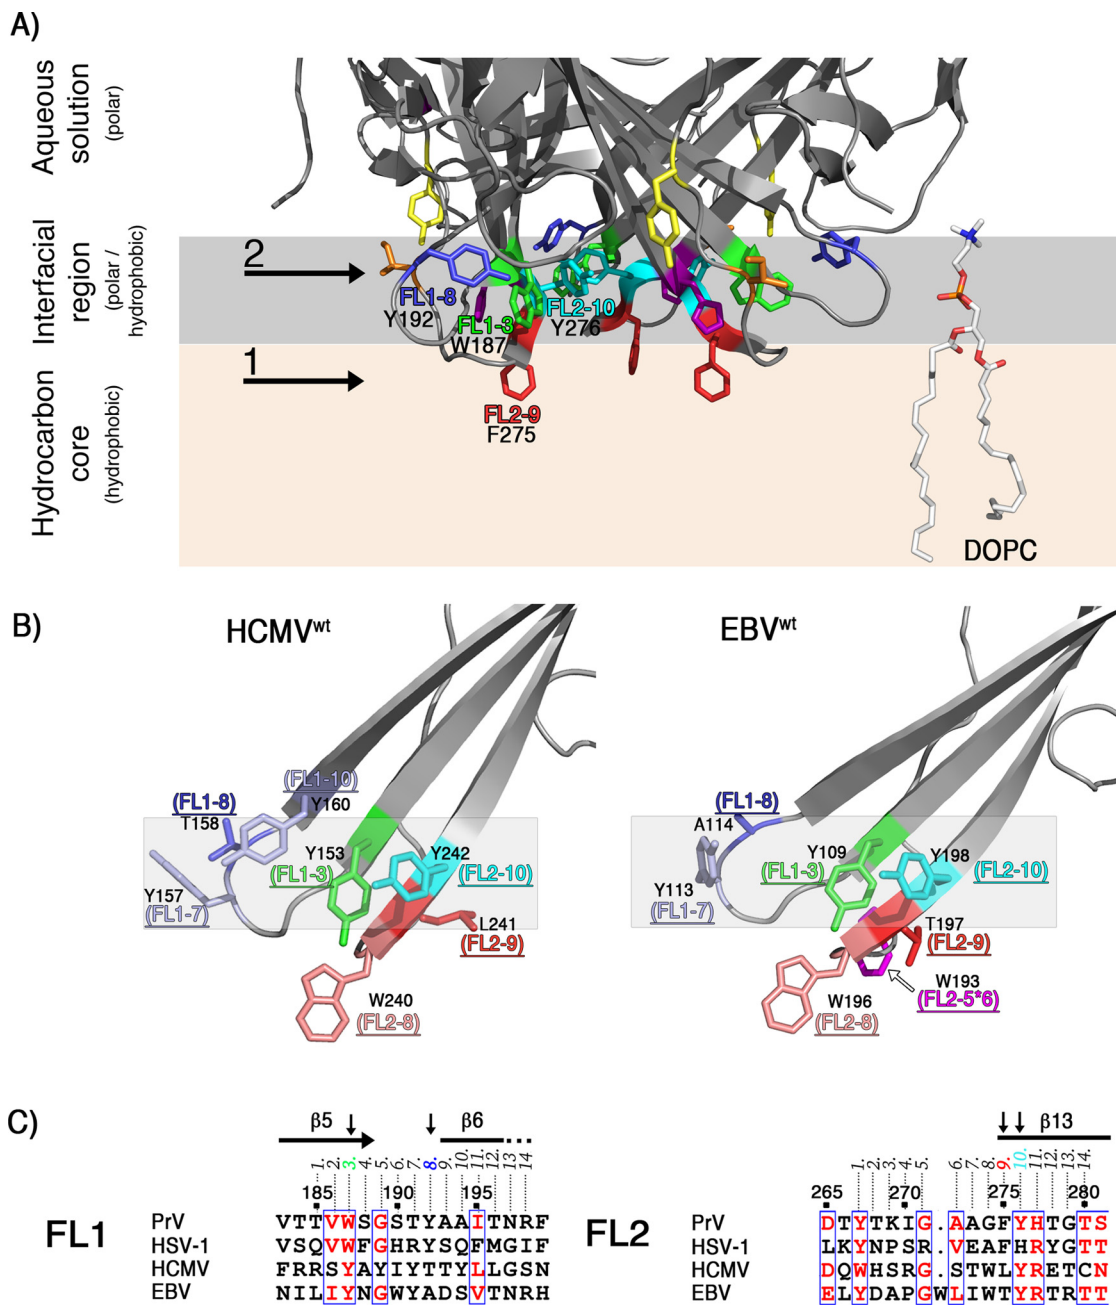 A)
Aqueous solution (polar)
Interfacial region (polar / hydrophobic)
Hydrocarbon core (hydrophobic)
2
1
FL1-8
Y192
FL1-3
W187
FL2-10
Y276
FL2-9
F275
DOPC
B)
HCMVwt
(FL1-10)
(FL1-8)
Y160
T158
Y153
(FL1-3)
Y242
(FL2-10)
Y157
(FL1-7)
L241
(FL2-9)
W240
(FL2-8)
EBVwt
(FL1-8)
A114
Y109
(FL1-3)
Y198
(FL2-10)
Y113
(FL1-7)
T197
(FL2-9)
W193
(FL2-5*6)
W196
(FL2-8)
C)
FL1
β5 β6
1. 2. 3. 4. 5. 6. 7. 8. 9. 10. 11. 12. 13 14
185 190 195
PrV VTTVWSGSTYAAITNRF
HSV-1 VSQVWFGHRYSQFMGIF
HCMV FRRSYAYIYTTYLLGSN
EBV NILIYNGWYADSVTNRH
FL2
β13
1. 2. 3. 4. 5. 6. 7. 8. 9. 10. 11. 12. 13. 14.
265 270 275 280
PrV DTYTKIG.AAGFYHTGTS
HSV-1 LKYNPSR.VEAFHRYGTT
HCMV DQWHSRG.STWLYRETCN
EBV ELYDAPGWLIWTYRTRTT